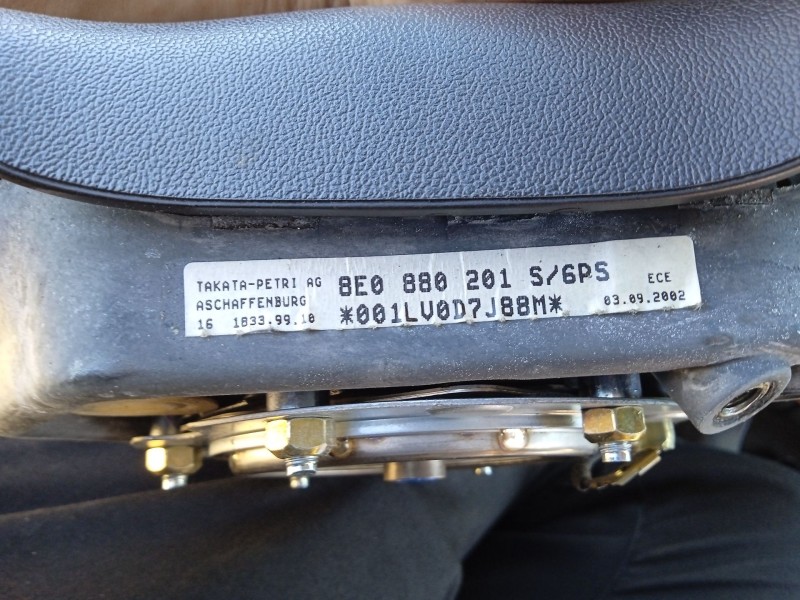 TAKATA-PETRI AG
ASCHAFFENBURG
16 1833.99.10
8E0 880 201 S/6PS
*001LV0D7J88M*
ECE
03.09.2002